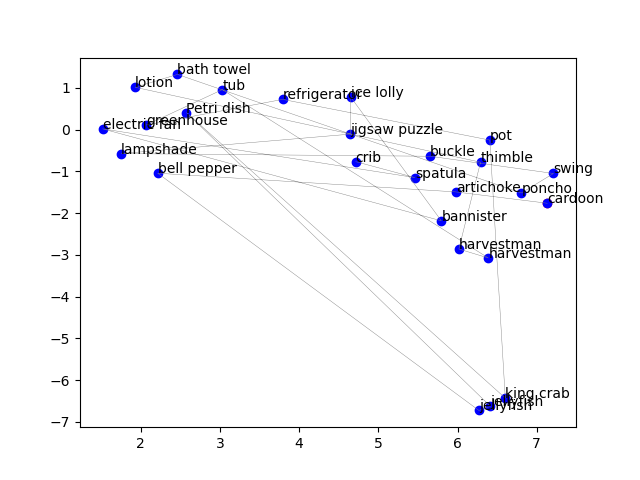 bath towel
lotion
tub
refrigerator
ice lolly
Petri dish
greenhouse
electric fan
jigsaw puzzle
pot
lampshade
crib
buckle
thimble
bell pepper
spatula
swing
artichoke
poncho
cardoon
bannister
harvestman
harvestman
king crab
jellyfish
jellyfish
1
0
−1
−2
−3
−4
−5
−6
−7
2
3
4
5
6
7